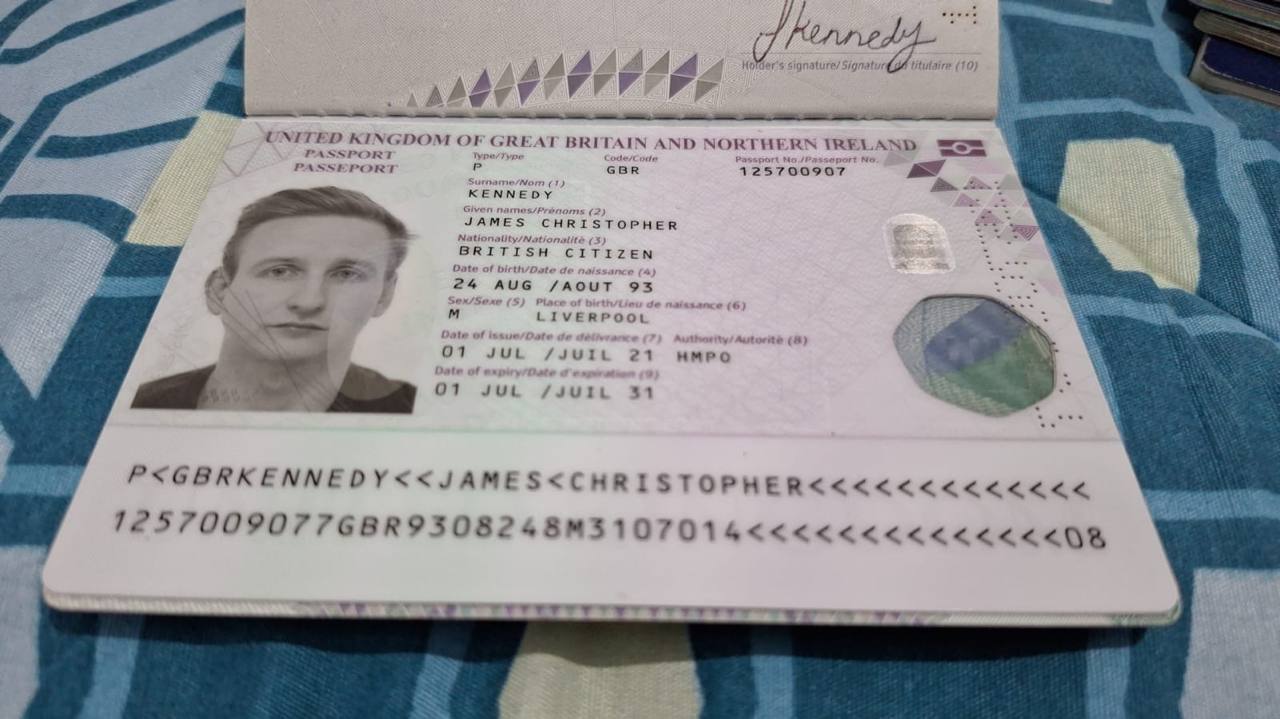 JKennedy
Holder's signature/Signature du titulaire (10)
UNITED KINGDOM OF GREAT BRITAIN AND NORTHERN IRELAND
PASSPORT
PASSEPORT
Type/Type
P
Code/Code
GBR
Passport No./Passeport No.
125700907
Surname/Nom (1)
KENNEDY
Given names/Prénoms (2)
JAMES CHRISTOPHER
Nationality/Nationalité (3)
BRITISH CITIZEN
Date of birth/Date de naissance (4)
24 AUG /AOUT 93
Sex/Sexe (5) Place of birth/Lieu de naissance (6)
M LIVERPOOL
Date of issue/Date de délivrance (7) Authority/Autorité (8)
01 JUL /JUIL 21 HMPO
Date of expiry/Date d'expiration (9)
01 JUL /JUIL 31
P<GBRKENNEDY<<JAMES<CHRISTOPHER<<<<<<<<<<<<<
1257009077GBR9308248M3107014<<<<<<<<<<<<<<08